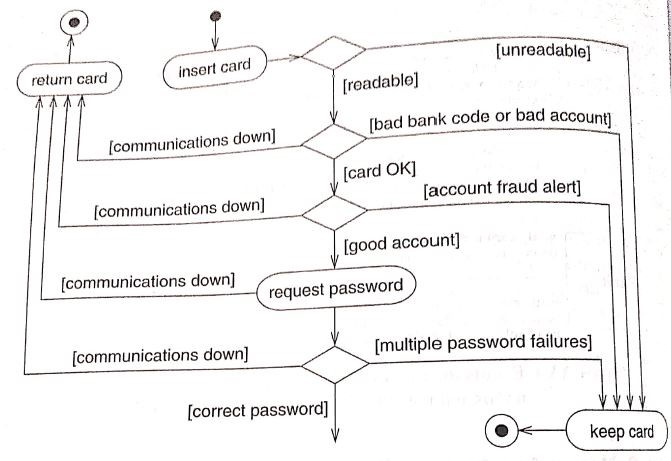 return card
insert card
[unreadable]
[readable]
[bad bank code or bad account]
[communications down]
[card OK]
[account fraud alert]
[communications down]
[good account]
[communications down]
request password
[multiple password failures]
[communications down]
[correct password]
keep card